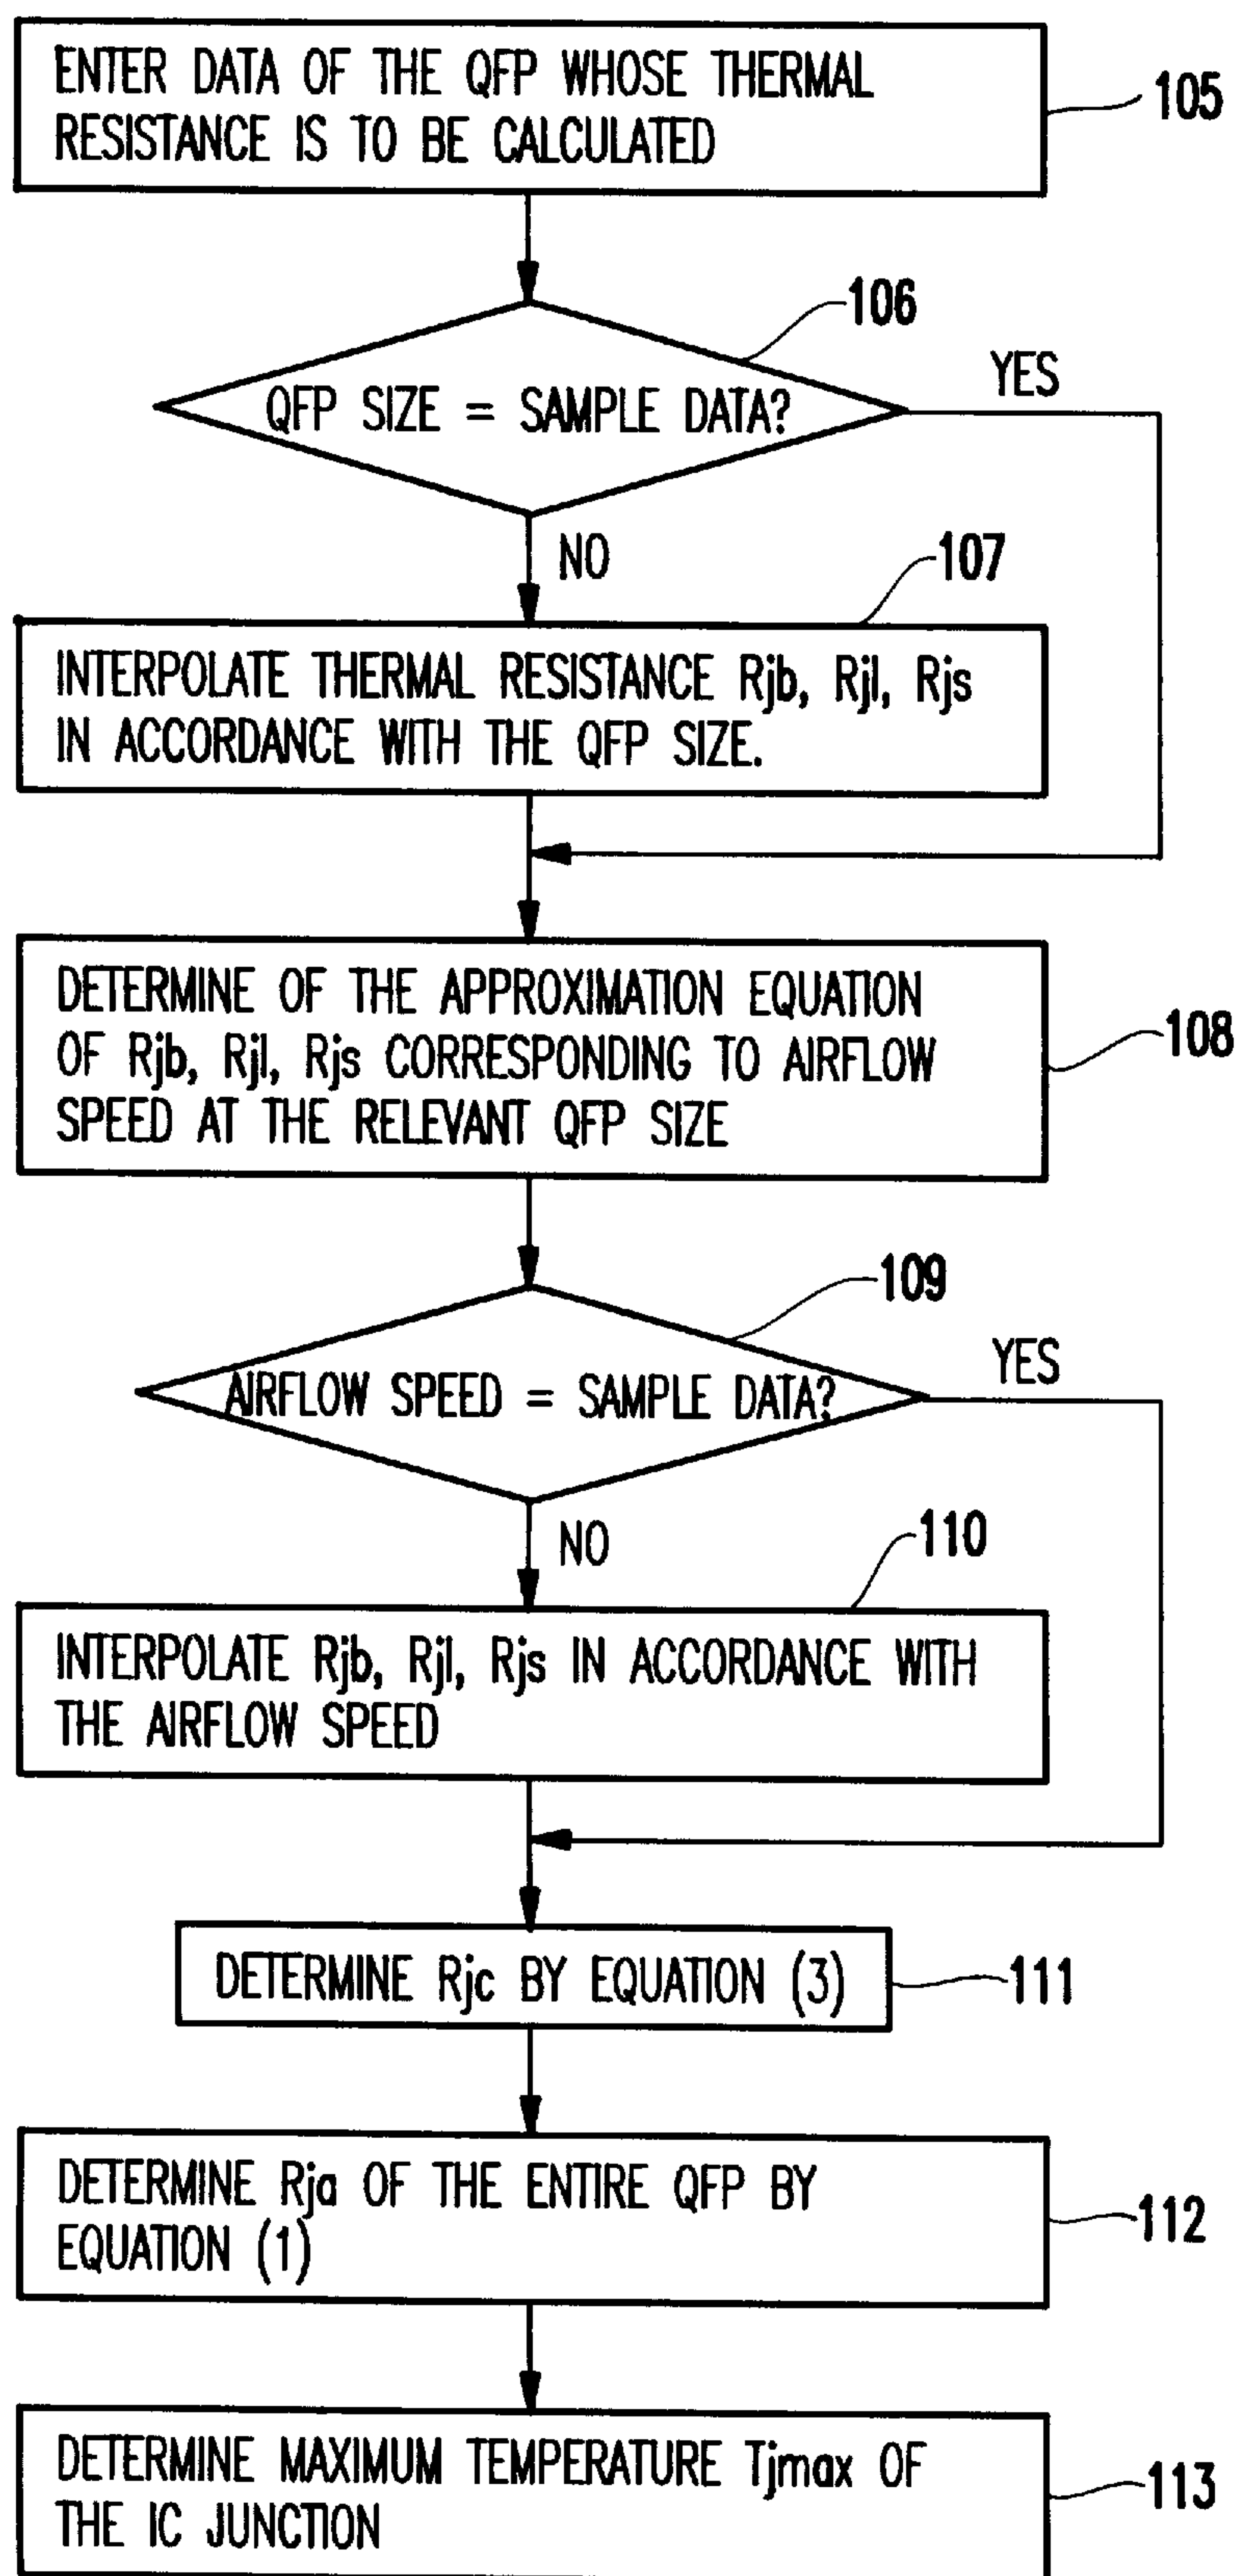 ENTER DATA OF THE QFP WHOSE THERMAL
RESISTANCE IS TO BE CALCULATED
105
106
QFP SIZE = SAMPLE DATA?
YES
NO
107
INTERPOLATE THERMAL RESISTANCE Rjb, Rjl, Rjs
IN ACCORDANCE WITH THE QFP SIZE.
DETERMINE OF THE APPROXIMATION EQUATION
OF Rjb, Rjl, Rjs CORRESPONDING TO AIRFLOW
SPEED AT THE RELEVANT QFP SIZE
108
109
AIRFLOW SPEED = SAMPLE DATA?
YES
NO
110
INTERPOLATE Rjb, Rjl, Rjs IN ACCORDANCE WITH
THE AIRFLOW SPEED
DETERMINE Rjc BY EQUATION (3)
111
DETERMINE Rja OF THE ENTIRE QFP BY
EQUATION (1)
112
DETERMINE MAXIMUM TEMPERATURE Tjmax OF
THE IC JUNCTION
113